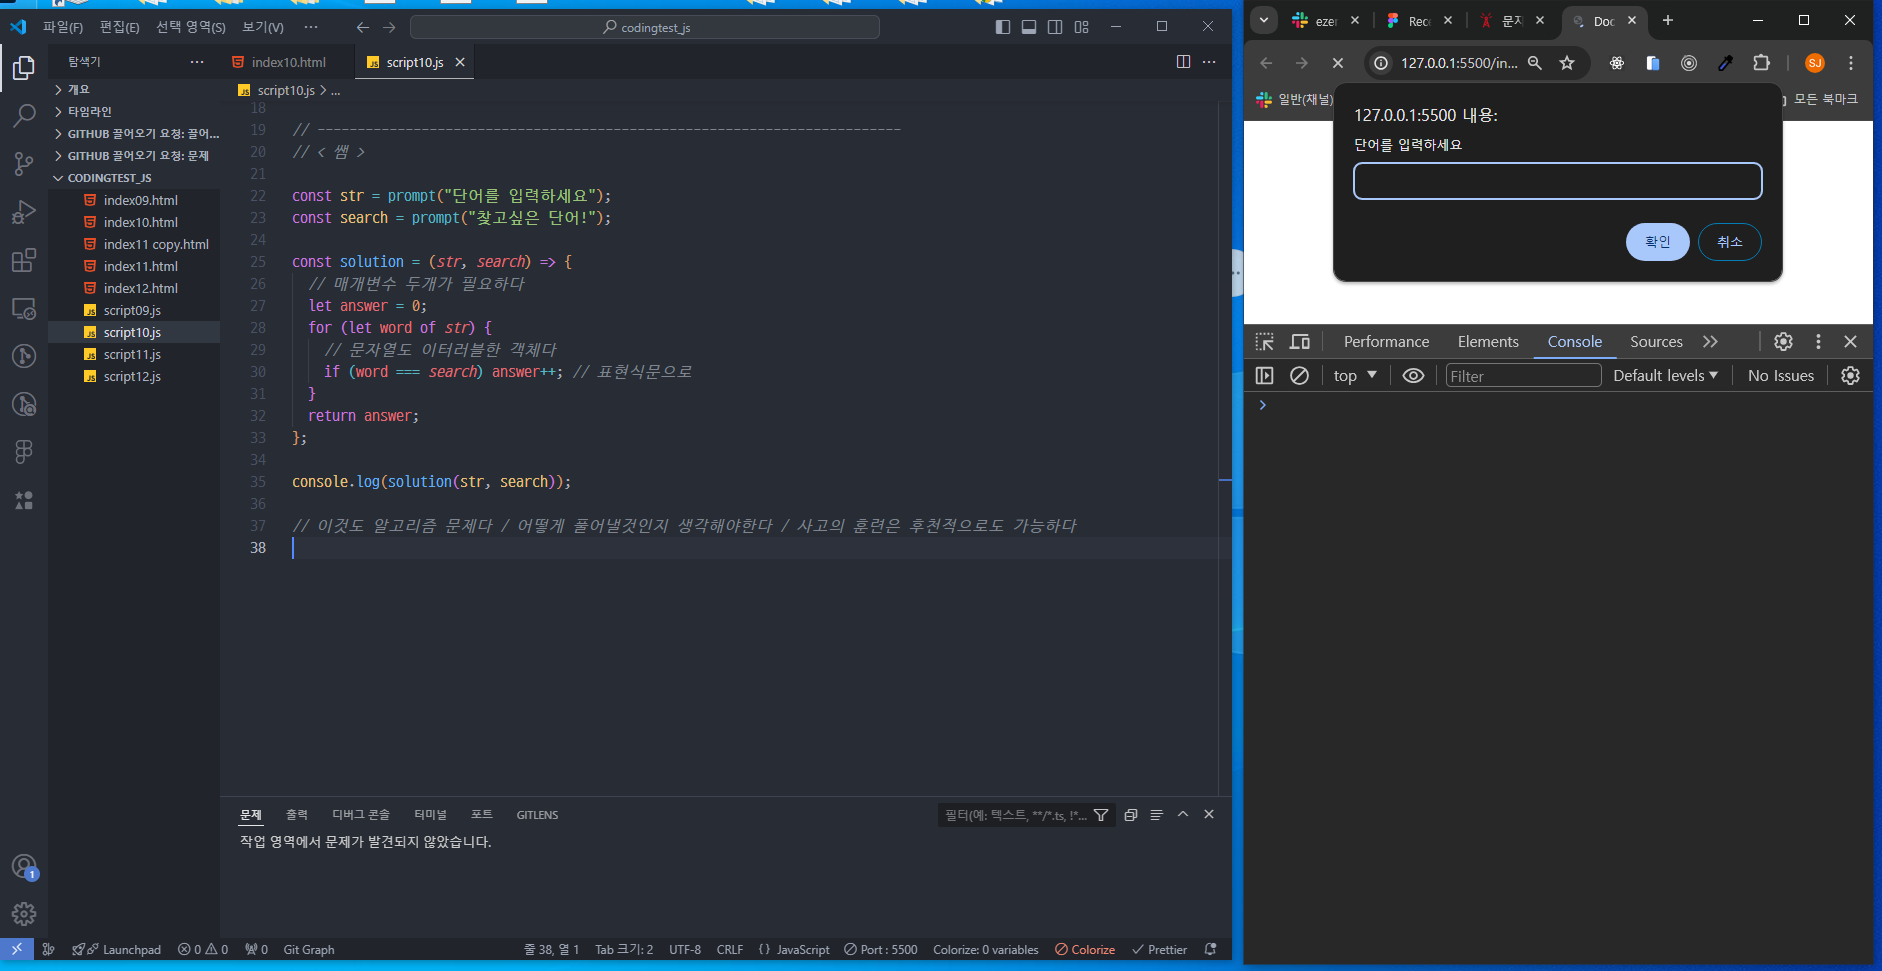 파일(F) 편집(E) 선택 영역(S) 보기(V) ··· codingtest_js
탐색기 ···
개요
타임라인
GITHUB 끌어오기 요청: 끌어...
GITHUB 끌어오기 요청: 문제
CODINGTEST_JS
index09.html
index10.html
index11 copy.html
index11.html
index12.html
script09.js
script10.js
script11.js
script12.js
index10.html script10.js
script10.js > ...
18
19 // -------------------------------------------------------------------------
20 // < 쌤 >
21
22 const str = prompt("단어를 입력하세요");
23 const search = prompt("찾고싶은 단어!");
24
25 const solution = (str, search) => {
26 // 매개변수 두개가 필요하다
27 let answer = 0;
28 for (let word of str) {
29 // 문자열도 이터러블한 객체다
30 if (word === search) answer++; // 표현식문으로
31 }
32 return answer;
33 };
34
35 console.log(solution(str, search));
36
37 // 이것도 알고리즘 문제다 / 어떻게 풀어낼것인지 생각해야한다 / 사고의 훈련은 후천적으로도 가능하다
38
문제 출력 디버그 콘솔 터미널 포트 GITLENS 필터(예: 텍스트, **/*.ts, !*...
작업 영역에서 문제가 발견되지 않았습니다.
1
Launchpad 0 0 0 Git Graph 줄 38, 열 1 Tab 크기: 2 UTF-8 CRLF {} JavaScript Port : 5500 Colorize: 0 variables Colorize Prettier
ezer Rece 문자 Doc
127.0.0.1:5500/in... SJ
일반(채널) 모든 북마크
127.0.0.1:5500 내용:
단어를 입력하세요
확인 취소
Performance Elements Console Sources
top Filter Default levels No Issues